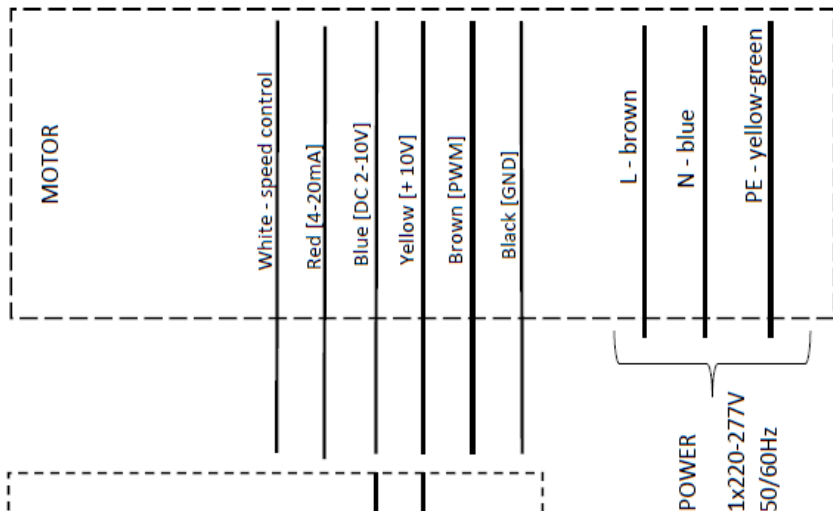 MOTOR
White - speed control
Red [4-20mA]
Blue [DC 2-10V]
Yellow [+ 10V]
Brown [PWM]
Black [GND]
L - brown
N - blue
PE - yellow-green
POWER
1x220-277V
50/60Hz